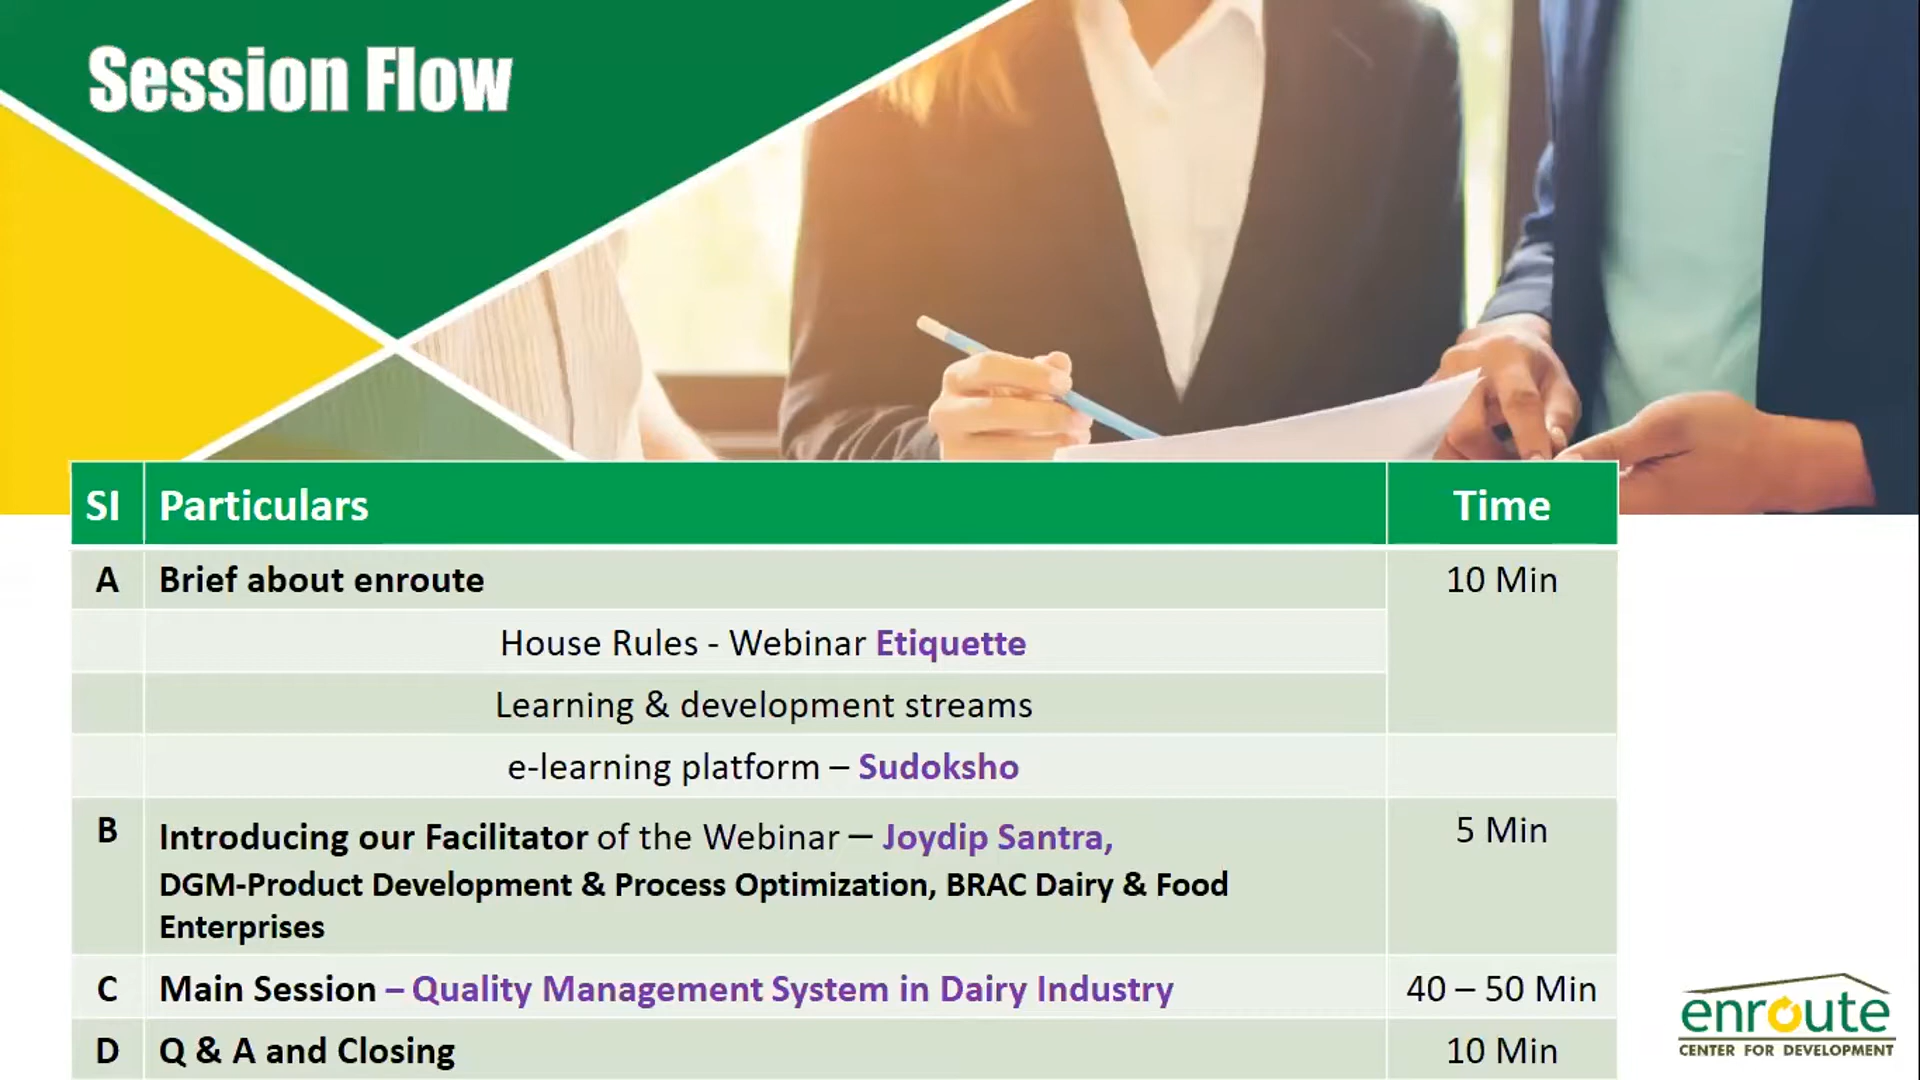 Session Flow
SI Particulars Time
A Brief about enroute 10 Min
House Rules - Webinar Etiquette
Learning & development streams
e-learning platform – Sudoksho
B Introducing our Facilitator of the Webinar – Joydip Santra, 5 Min
DGM-Product Development & Process Optimization, BRAC Dairy & Food
Enterprises
C Main Session – Quality Management System in Dairy Industry 40 – 50 Min
D Q & A and Closing 10 Min
enroute
CENTER FOR DEVELOPMENT